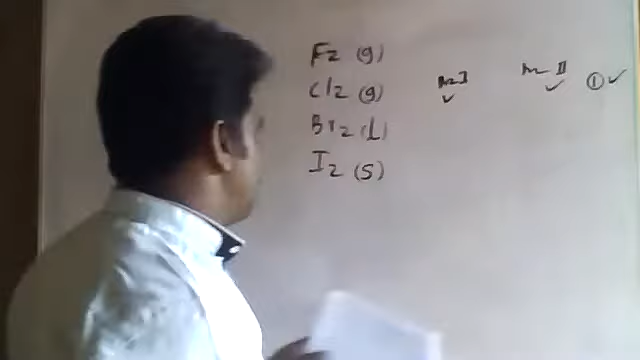 F2 (g)
Cl2 (g)
Br2 (L)
I2 (s)
II
① ✓